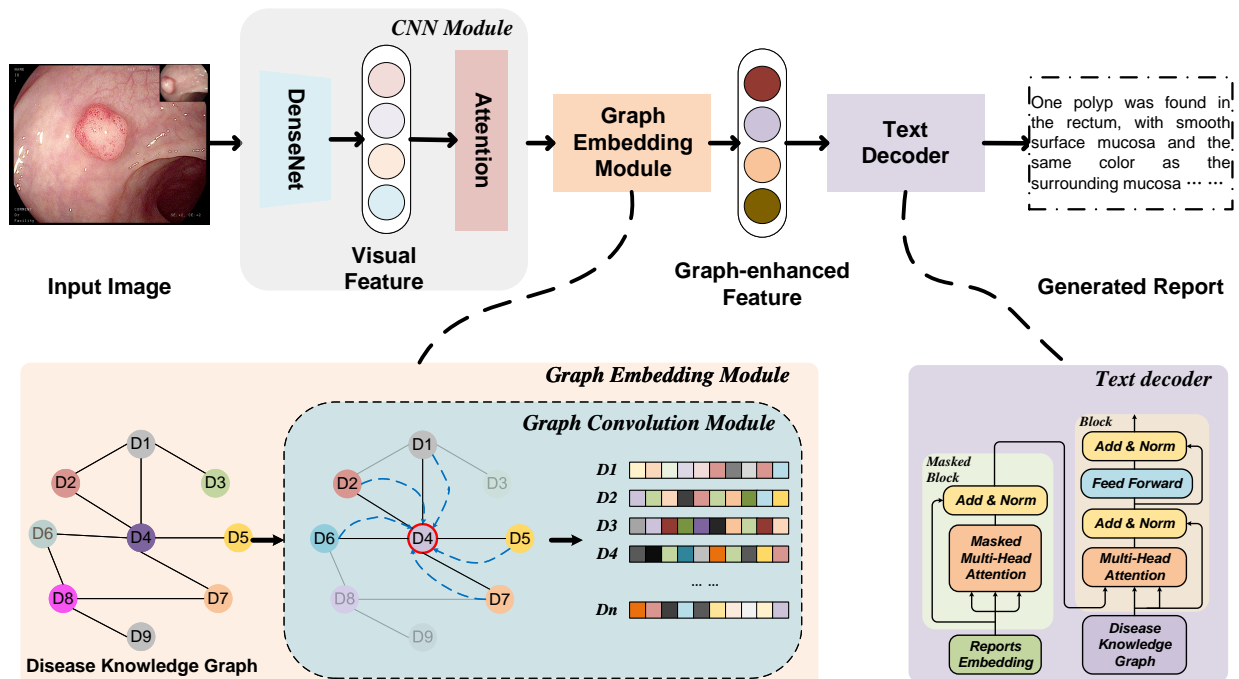 CNN Module
DenseNet
Attention
Graph
Embedding
Module
Text
Decoder
One polyp was found in
the rectum, with smooth
surface mucosa and the
same color as the
surrounding mucosa ··· ···
Input Image
Visual
Feature
Graph-enhanced
Feature
Generated Report
Graph Embedding Module
Graph Convolution Module
D1
D2
D3
D4
D5
D6
D7
D8
D9
Disease Knowledge Graph
D1
D2
D3
D4
D5
D6
D7
D8
D9
D1
D2
D3
D4
... ...
Dn
Text decoder
Masked
Block
Add & Norm
Masked
Multi-Head
Attention
Reports
Embedding
Block
Add & Norm
Feed Forward
Add & Norm
Multi-Head
Attention
Disease
Knowledge
Graph